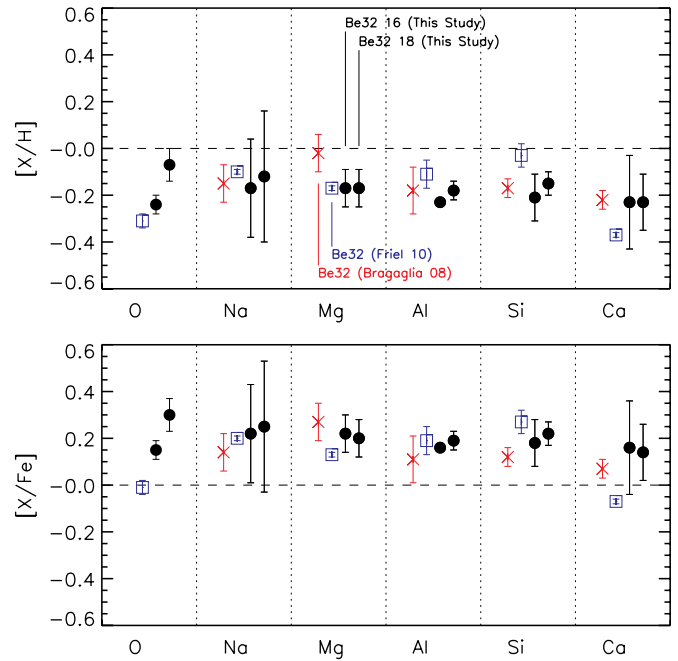 Be32 16 (This Study)
Be32 18 (This Study)
0.6
0.4
0.2
−0.0
−0.2
−0.4
−0.6
[X/H]
Be32 (Friel 10)
Be32 (Bragaglia 08)
O Na Mg Al Si Ca
0.6
0.4
0.2
−0.0
−0.2
−0.4
−0.6
[X/Fe]
O Na Mg Al Si Ca